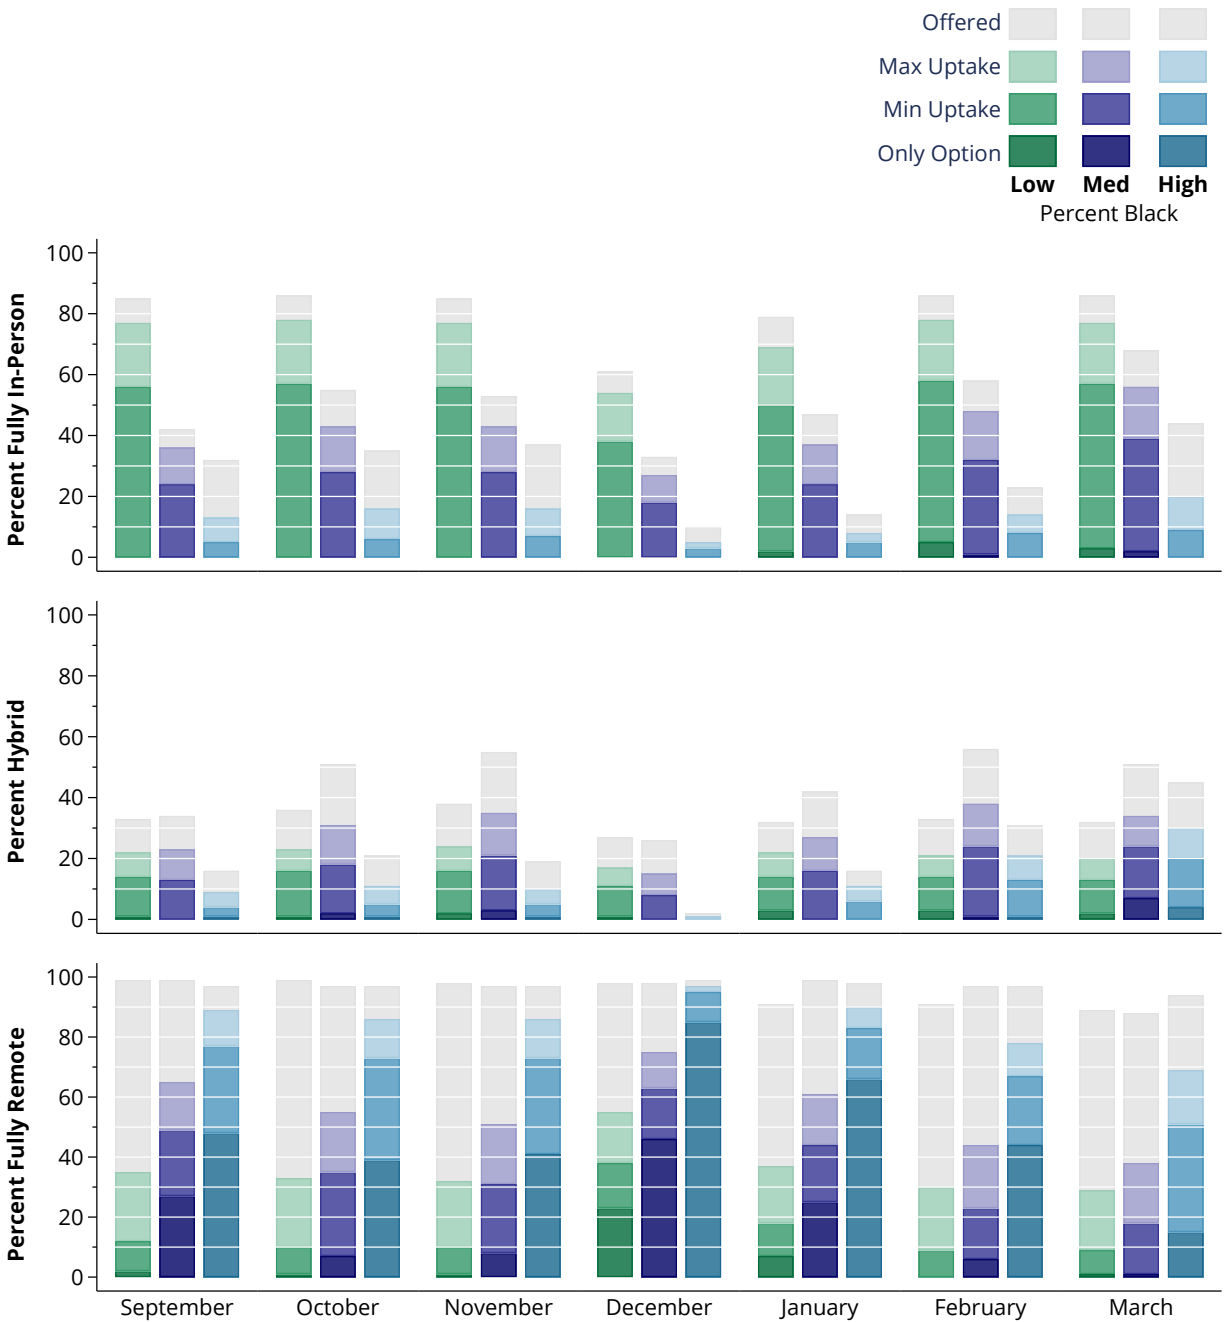 Offered
Max Uptake
Min Uptake
Only Option
Low Med High
Percent Black
Percent Fully In-Person
100
80
60
40
20
0
Percent Hybrid
100
80
60
40
20
0
Percent Fully Remote
100
80
60
40
20
0
September October November December January February March